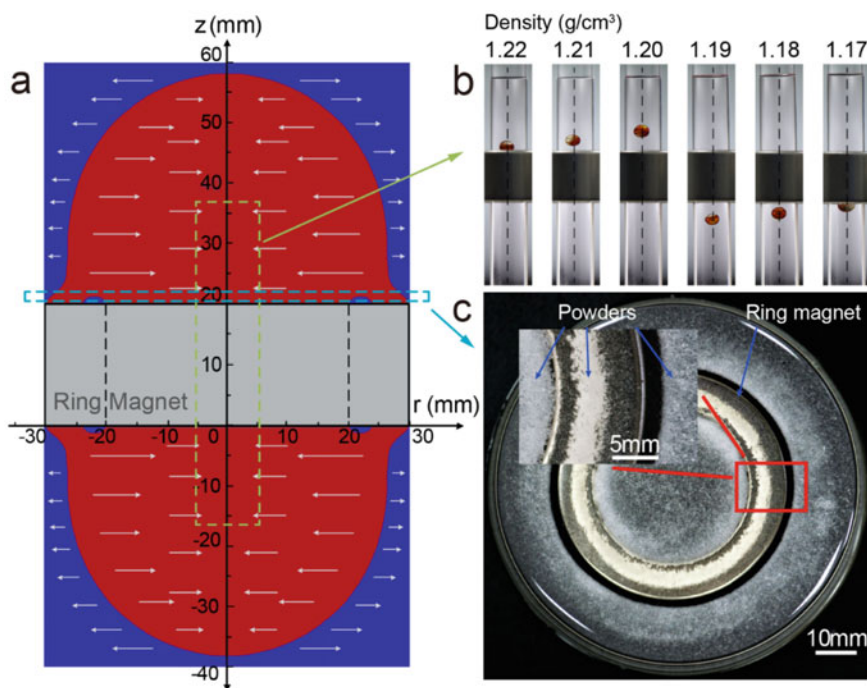 a
z (mm)
60
50
40
30
20
10
Ring Magnet
r (mm)
-30
-20
-10
0
0
10
20
30
-10
-20
-30
-40
b
Density (g/cm³)
1.22 1.21 1.20 1.19 1.18 1.17
c
Powders
Ring magnet
5mm
10mm